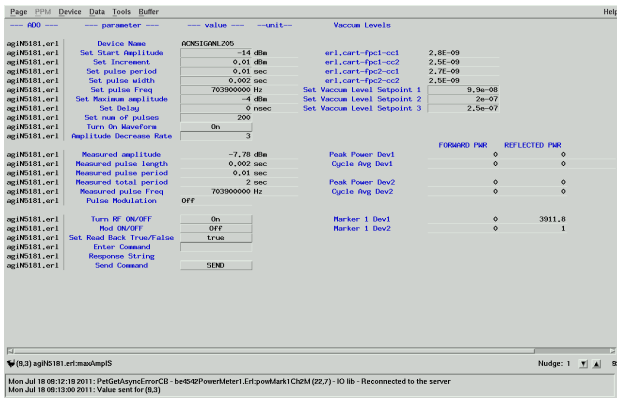 Page PPM Device Data Tools Buffer Help
--- ADO --- --- parameter --- --- value --- --unit-- Vaccum Levels
agiN5181.erl Device Name ACNSIGANLZ05
agiN5181.erl Set Start Amplitude -14 dBm erl.cart-fpc1-cc1 2.8E-09
agiN5181.erl Set Increment 0.01 dBm erl.cart-fpc1-cc2 2.5E-09
agiN5181.erl Set pulse period 0.01 sec erl.cart-fpc2-cc1 2.7E-09
agiN5181.erl Set pulse width 0.002 sec erl.cart-fpc2-cc2 2.5E-09
agiN5181.erl Set pulse Freq 703900000 Hz Set Vaccum Level Setpoint 1 9.9e-08
agiN5181.erl Set Maximum amplitude -4 dBm Set Vaccum Level Setpoint 2 2e-07
agiN5181.erl Set Delay 0 nsec Set Vaccum Level Setpoint 3 2.5e-07
agiN5181.erl Set num of pulses 200
agiN5181.erl Turn On Waveform On
agiN5181.erl Amplitude Decrease Rate 3
FORWARD PWR REFLECTED PWR
agiN5181.erl Measured amplitude -7.78 dBm Peak Power Dev1 0 0
agiN5181.erl Measured pulse length 0.002 sec Cycle Avg Dev1 0 0
agiN5181.erl Measured pulse period 0.01 sec
agiN5181.erl Measured total period 2 sec Peak Power Dev2 0 0
agiN5181.erl Measured pulse Freq 703900000 Hz Cycle Avg Dev2 0 0
agiN5181.erl Pulse Modulation Off
agiN5181.erl Turn RF ON/OFF On Marker 1 Dev1 0 3911.8
agiN5181.erl Mod ON/OFF Off Marker 1 Dev2 0 1
agiN5181.erl Set Read Back True/False true
agiN5181.erl Enter Command
agiN5181.erl Response String
agiN5181.erl Send Command SEND
(9,3) agiN5181.erl:maxAmplS Nudge: 1
Mon Jul 18 09:12:19 2011: PetGetAsyncErrorCB - be4542PowerMeter1.Erl:powMark1Ch2M (22,7) - IO lib - Reconnected to the server
Mon Jul 18 09:13:00 2011: Value sent for (9,3)